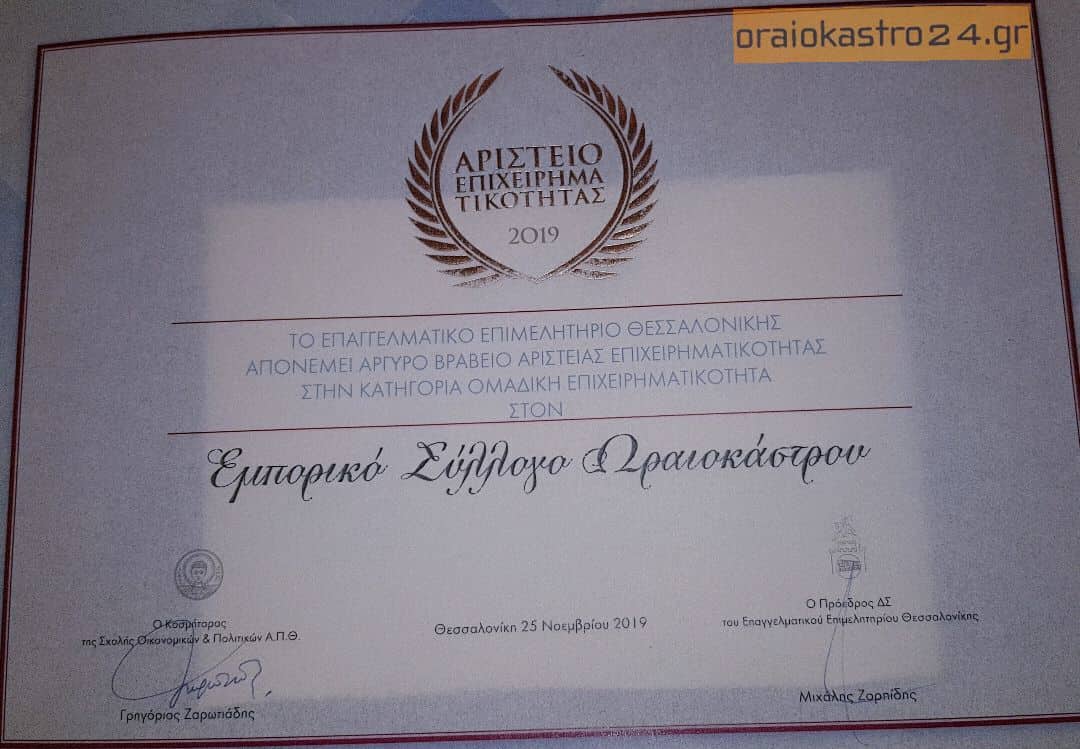 oraiokastro24.gr
ΑΡΙΣΤΕΙΟ
ΕΠΙΧΕΙΡΗΜΑ
ΤΙΚΟΤΗΤΑΣ
2019
ΤΟ ΕΠΑΓΓΕΛΜΑΤΙΚΟ ΕΠΙΜΕΛΗΤΗΡΙΟ ΘΕΣΣΑΛΟΝΙΚΗΣ
ΑΠΟΝΕΜΕΙ ΑΡΓΥΡΟ ΒΡΑΒΕΙΟ ΑΡΙΣΤΕΙΑΣ ΕΠΙΧΕΙΡΗΜΑΤΙΚΟΤΗΤΑΣ
ΣΤΗΝ ΚΑΤΗΓΟΡΙΑ ΟΜΑΔΙΚΗ ΕΠΙΧΕΙΡΗΜΑΤΙΚΟΤΗΤΑ
ΣΤΟΝ
Εμπορικό Σύλλογο Ωραιοκάστρου
Ο Κοσμήτορας
της Σχολής Οικονομικών & Πολιτικών Α.Π.Θ.
Γρηγόριος Ζαρωτιάδης
Θεσσαλονίκη 25 Νοεμβρίου 2019
Ο Πρόεδρος ΔΣ
του Επαγγελματικού Επιμελητηρίου Θεσσαλονίκης
Μιχάλης Ζορπίδης